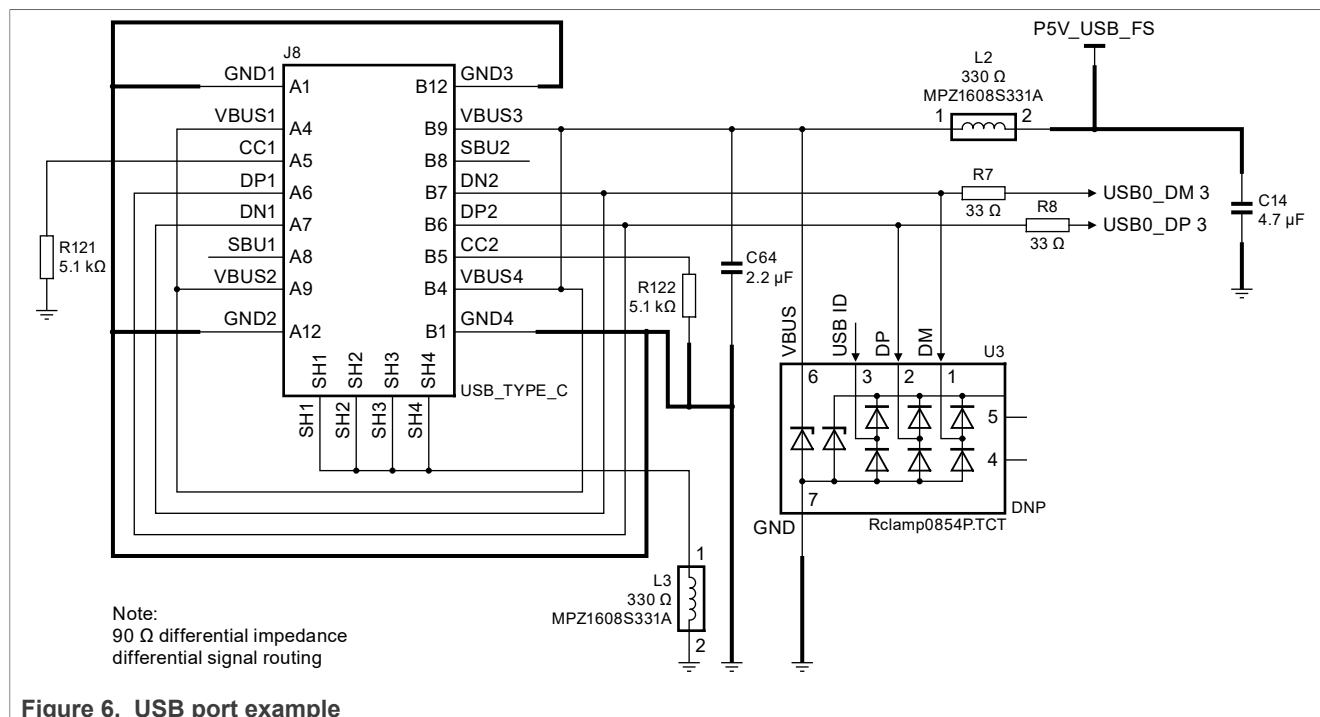 P5V_USB_FS
J8
L2
330 Ω
MPZ1608S331A
1
2
GND1
A1
B12
GND3
VBUS1
A4
B9
VBUS3
CC1
A5
B8
SBU2
DP1
A6
B7
DN2
R7
33 Ω
USB0_DM 3
DN1
A7
B6
DP2
R8
33 Ω
USB0_DP 3
C14
4.7 µF
R121
5.1 kΩ
SBU1
A8
B5
CC2
C64
2.2 µF
VBUS2
A9
B4
VBUS4
R122
5.1 kΩ
GND2
A12
B1
GND4
SH1
SH2
SH3
SH4
USB_TYPE_C
SH1
SH2
SH3
SH4
VBUS
USB ID
DP
DM
U3
6
3
2
1
5
4
7
DNP
GND
Rclamp0854P.TCT
1
L3
330 Ω
MPZ1608S331A
2
Note:
90 Ω differential impedance
differential signal routing
Figure 6. USB port example